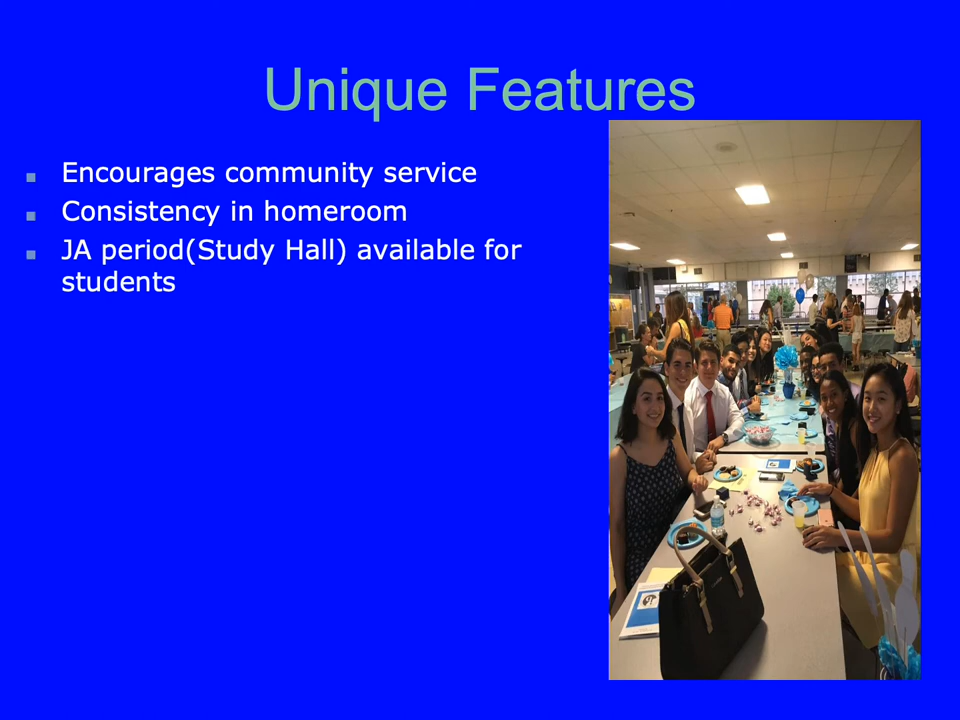 Unique Features
Encourages community service
Consistency in homeroom
JA period(Study Hall) available for
students